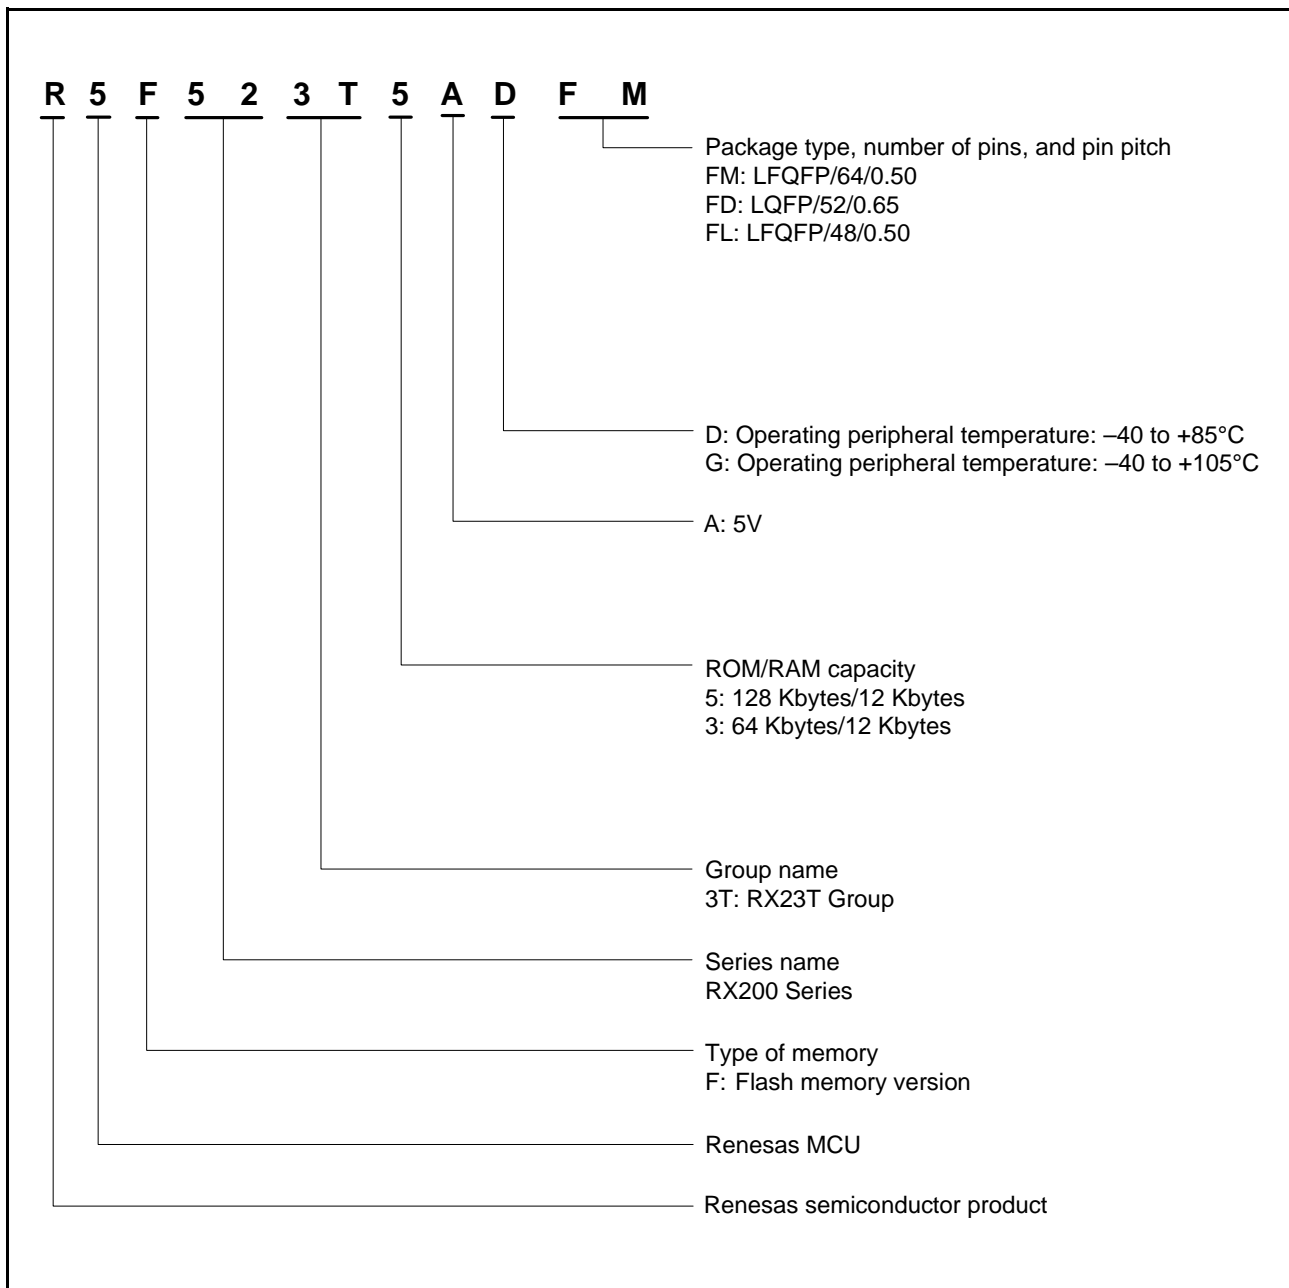 R 5 F 5 2 3 T 5 A D F M
Package type, number of pins, and pin pitch
FM: LFQFP/64/0.50
FD: LQFP/52/0.65
FL: LFQFP/48/0.50
D: Operating peripheral temperature: –40 to +85°C
G: Operating peripheral temperature: –40 to +105°C
A: 5V
ROM/RAM capacity
5: 128 Kbytes/12 Kbytes
3: 64 Kbytes/12 Kbytes
Group name
3T: RX23T Group
Series name
RX200 Series
Type of memory
F: Flash memory version
Renesas MCU
Renesas semiconductor product